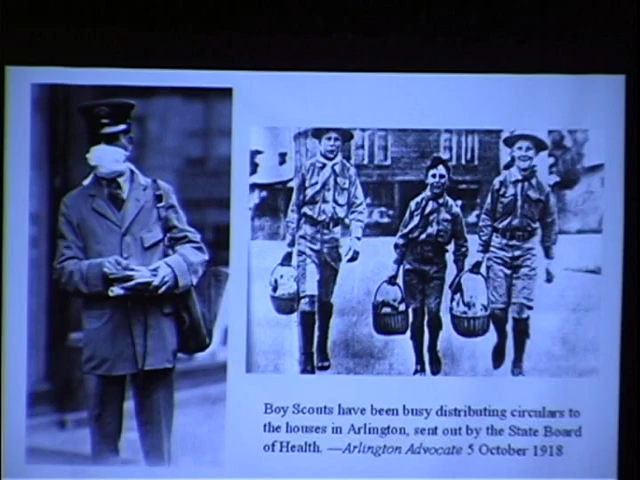 Boy Scouts have been busy distributing circulars to
the houses in Arlington, sent out by the State Board
of Health. —Arlington Advocate 5 October 1918